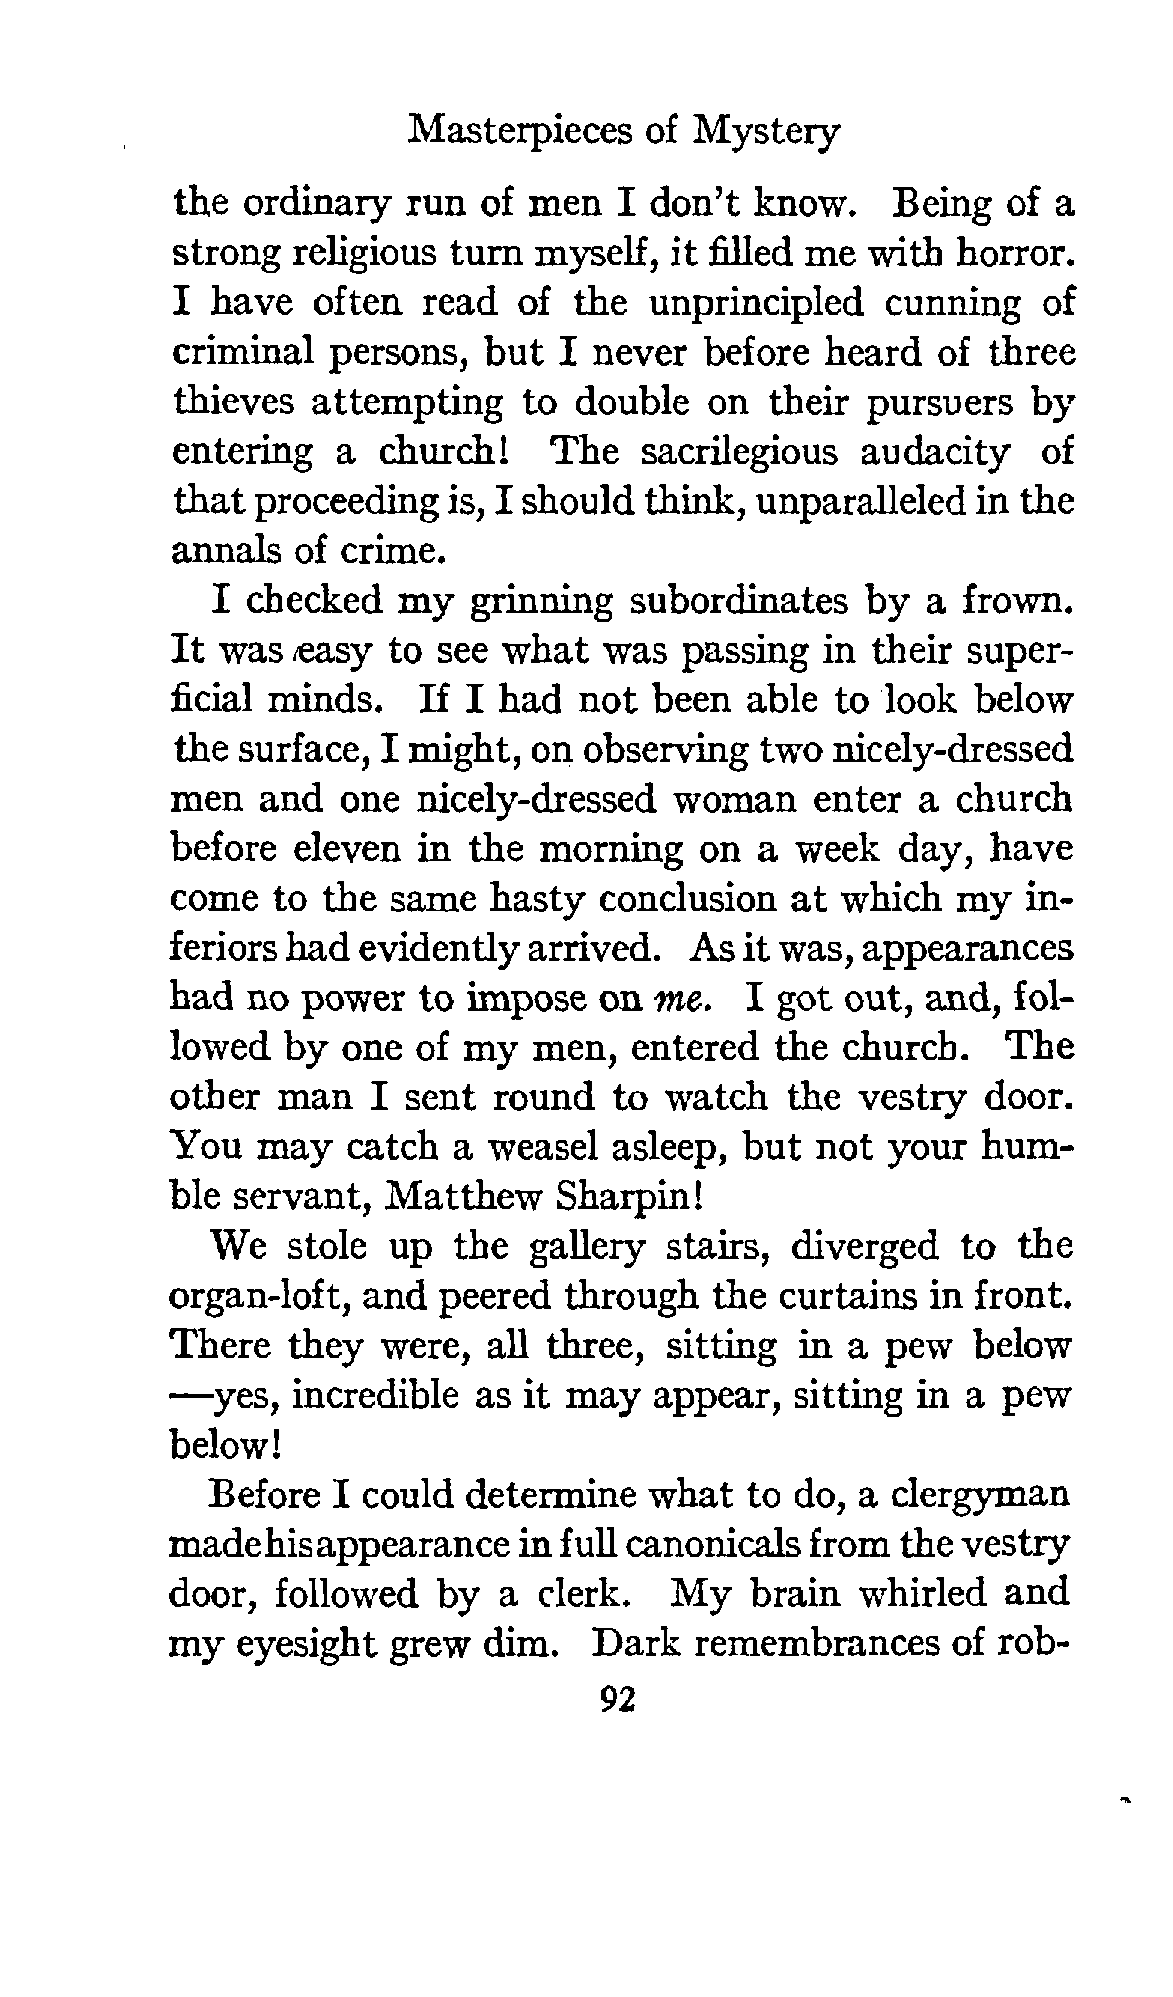 Masterpieces of Mystery
the ordinary run of men I don't know. Being of a
strong religious turn myself, it filled me with horror.
I have often read of the unprincipled cunning of
criminal persons, but I never before heard of three
thieves attempting to double on their pursuers by
entering a church! The sacrilegious audacity of
that proceeding is, I should think, unparalleled in the
annals of crime.
I checked my grinning subordinates by a frown.
It was easy to see what was passing in their super-
ficial minds. If I had not been able to look below
the surface, I might, on observing two nicely-dressed
men and one nicely-dressed woman enter a church
before eleven in the morning on a week day, have
come to the same hasty conclusion at which my in-
feriors had evidently arrived. As it was, appearances
had no power to impose on me. I got out, and, fol-
lowed by one of my men, entered the church. The
other man I sent round to watch the vestry door.
You may catch a weasel asleep, but not your hum-
ble servant, Matthew Sharpin!
We stole up the gallery stairs, diverged to the
organ-loft, and peered through the curtains in front.
There they were, all three, sitting in a pew below
—yes, incredible as it may appear, sitting in a pew
below!
Before I could determine what to do, a clergyman
made his appearance in full canonicals from the vestry
door, followed by a clerk. My brain whirled and
my eyesight grew dim. Dark remembrances of rob-
92